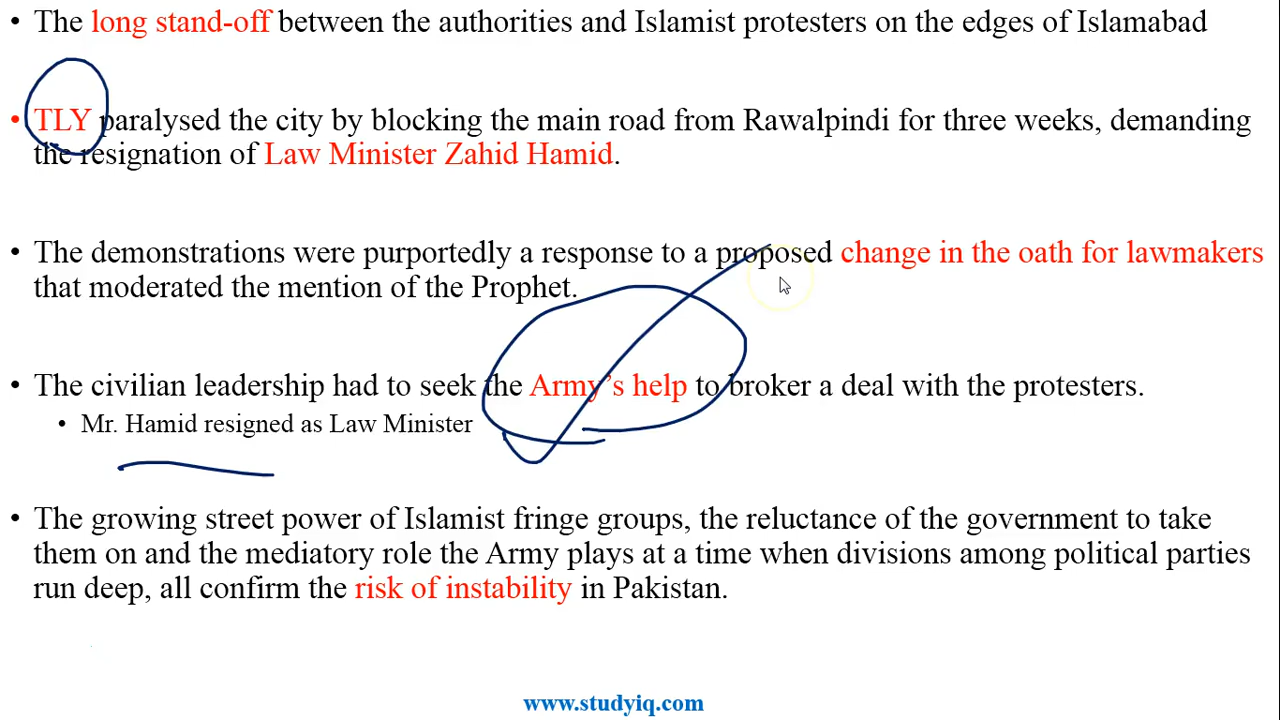 • The long stand-off between the authorities and Islamist protesters on the edges of Islamabad
• TLY paralysed the city by blocking the main road from Rawalpindi for three weeks, demanding
the resignation of Law Minister Zahid Hamid.
• The demonstrations were purportedly a response to a proposed change in the oath for lawmakers
that moderated the mention of the Prophet.
• The civilian leadership had to seek the Army's help to broker a deal with the protesters.
• Mr. Hamid resigned as Law Minister
• The growing street power of Islamist fringe groups, the reluctance of the government to take
them on and the mediatory role the Army plays at a time when divisions among political parties
run deep, all confirm the risk of instability in Pakistan.
www.studyiq.com